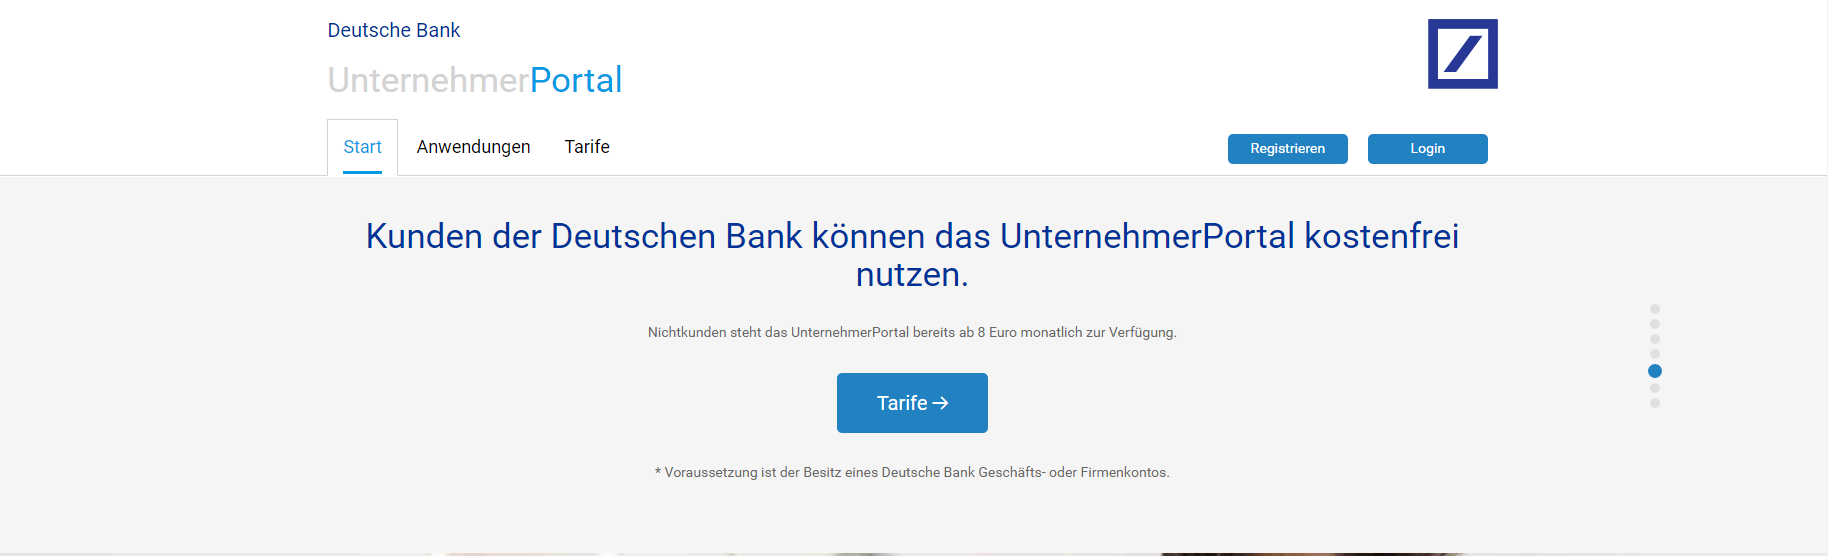 Deutsche Bank
UnternehmerPortal
Start Anwendungen Tarife Registrieren Login
Kunden der Deutschen Bank können das UnternehmerPortal kostenfrei
nutzen.
Nichtkunden steht das UnternehmerPortal bereits ab 8 Euro monatlich zur Verfügung.
Tarife →
* Voraussetzung ist der Besitz eines Deutsche Bank Geschäfts- oder Firmenkontos.